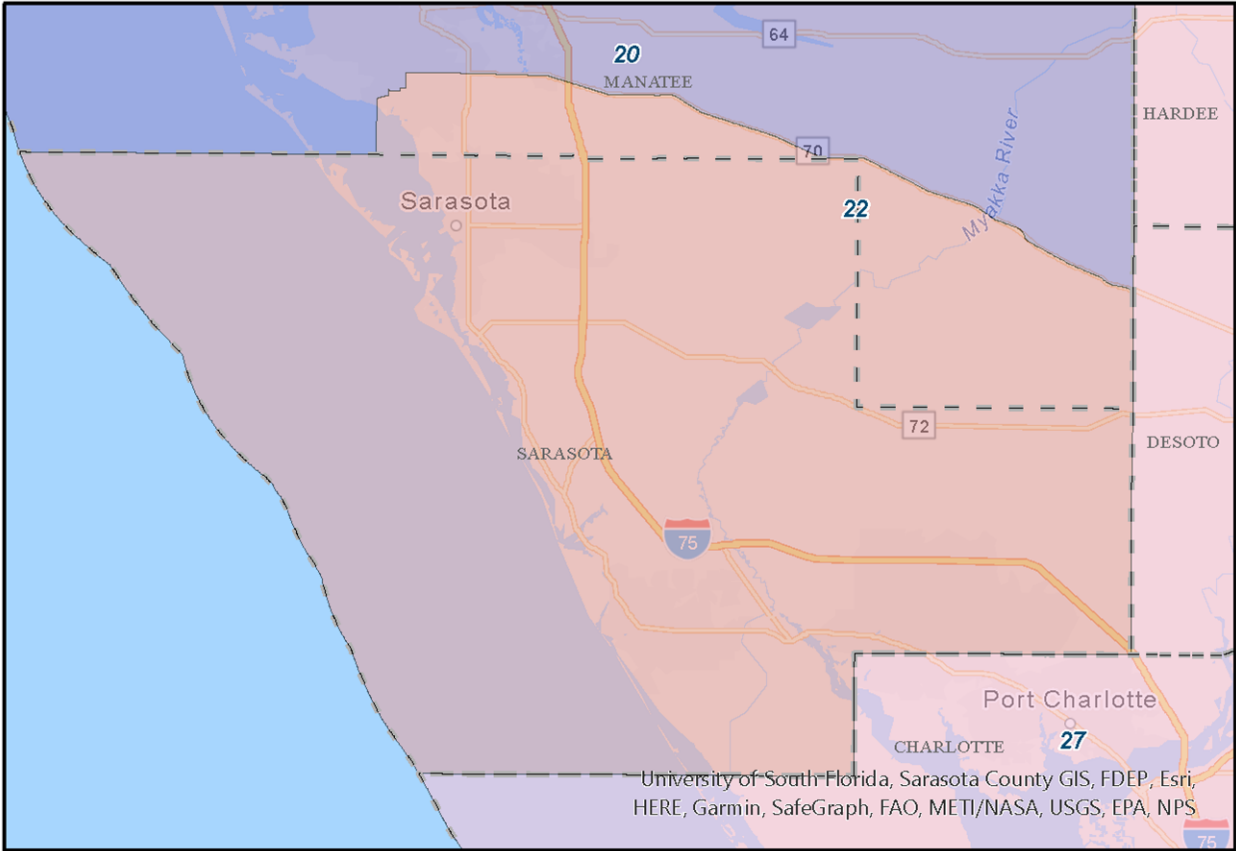 64
20
MANATEE
HARDEE
70
Myakka River
Sarasota
22
72
DESOTO
SARASOTA
75
Port Charlotte
27
CHARLOTTE
University of South Florida, Sarasota County GIS, FDEP, Esri,
HERE, Garmin, SafeGraph, FAO, METI/NASA, USGS, EPA, NPS
75